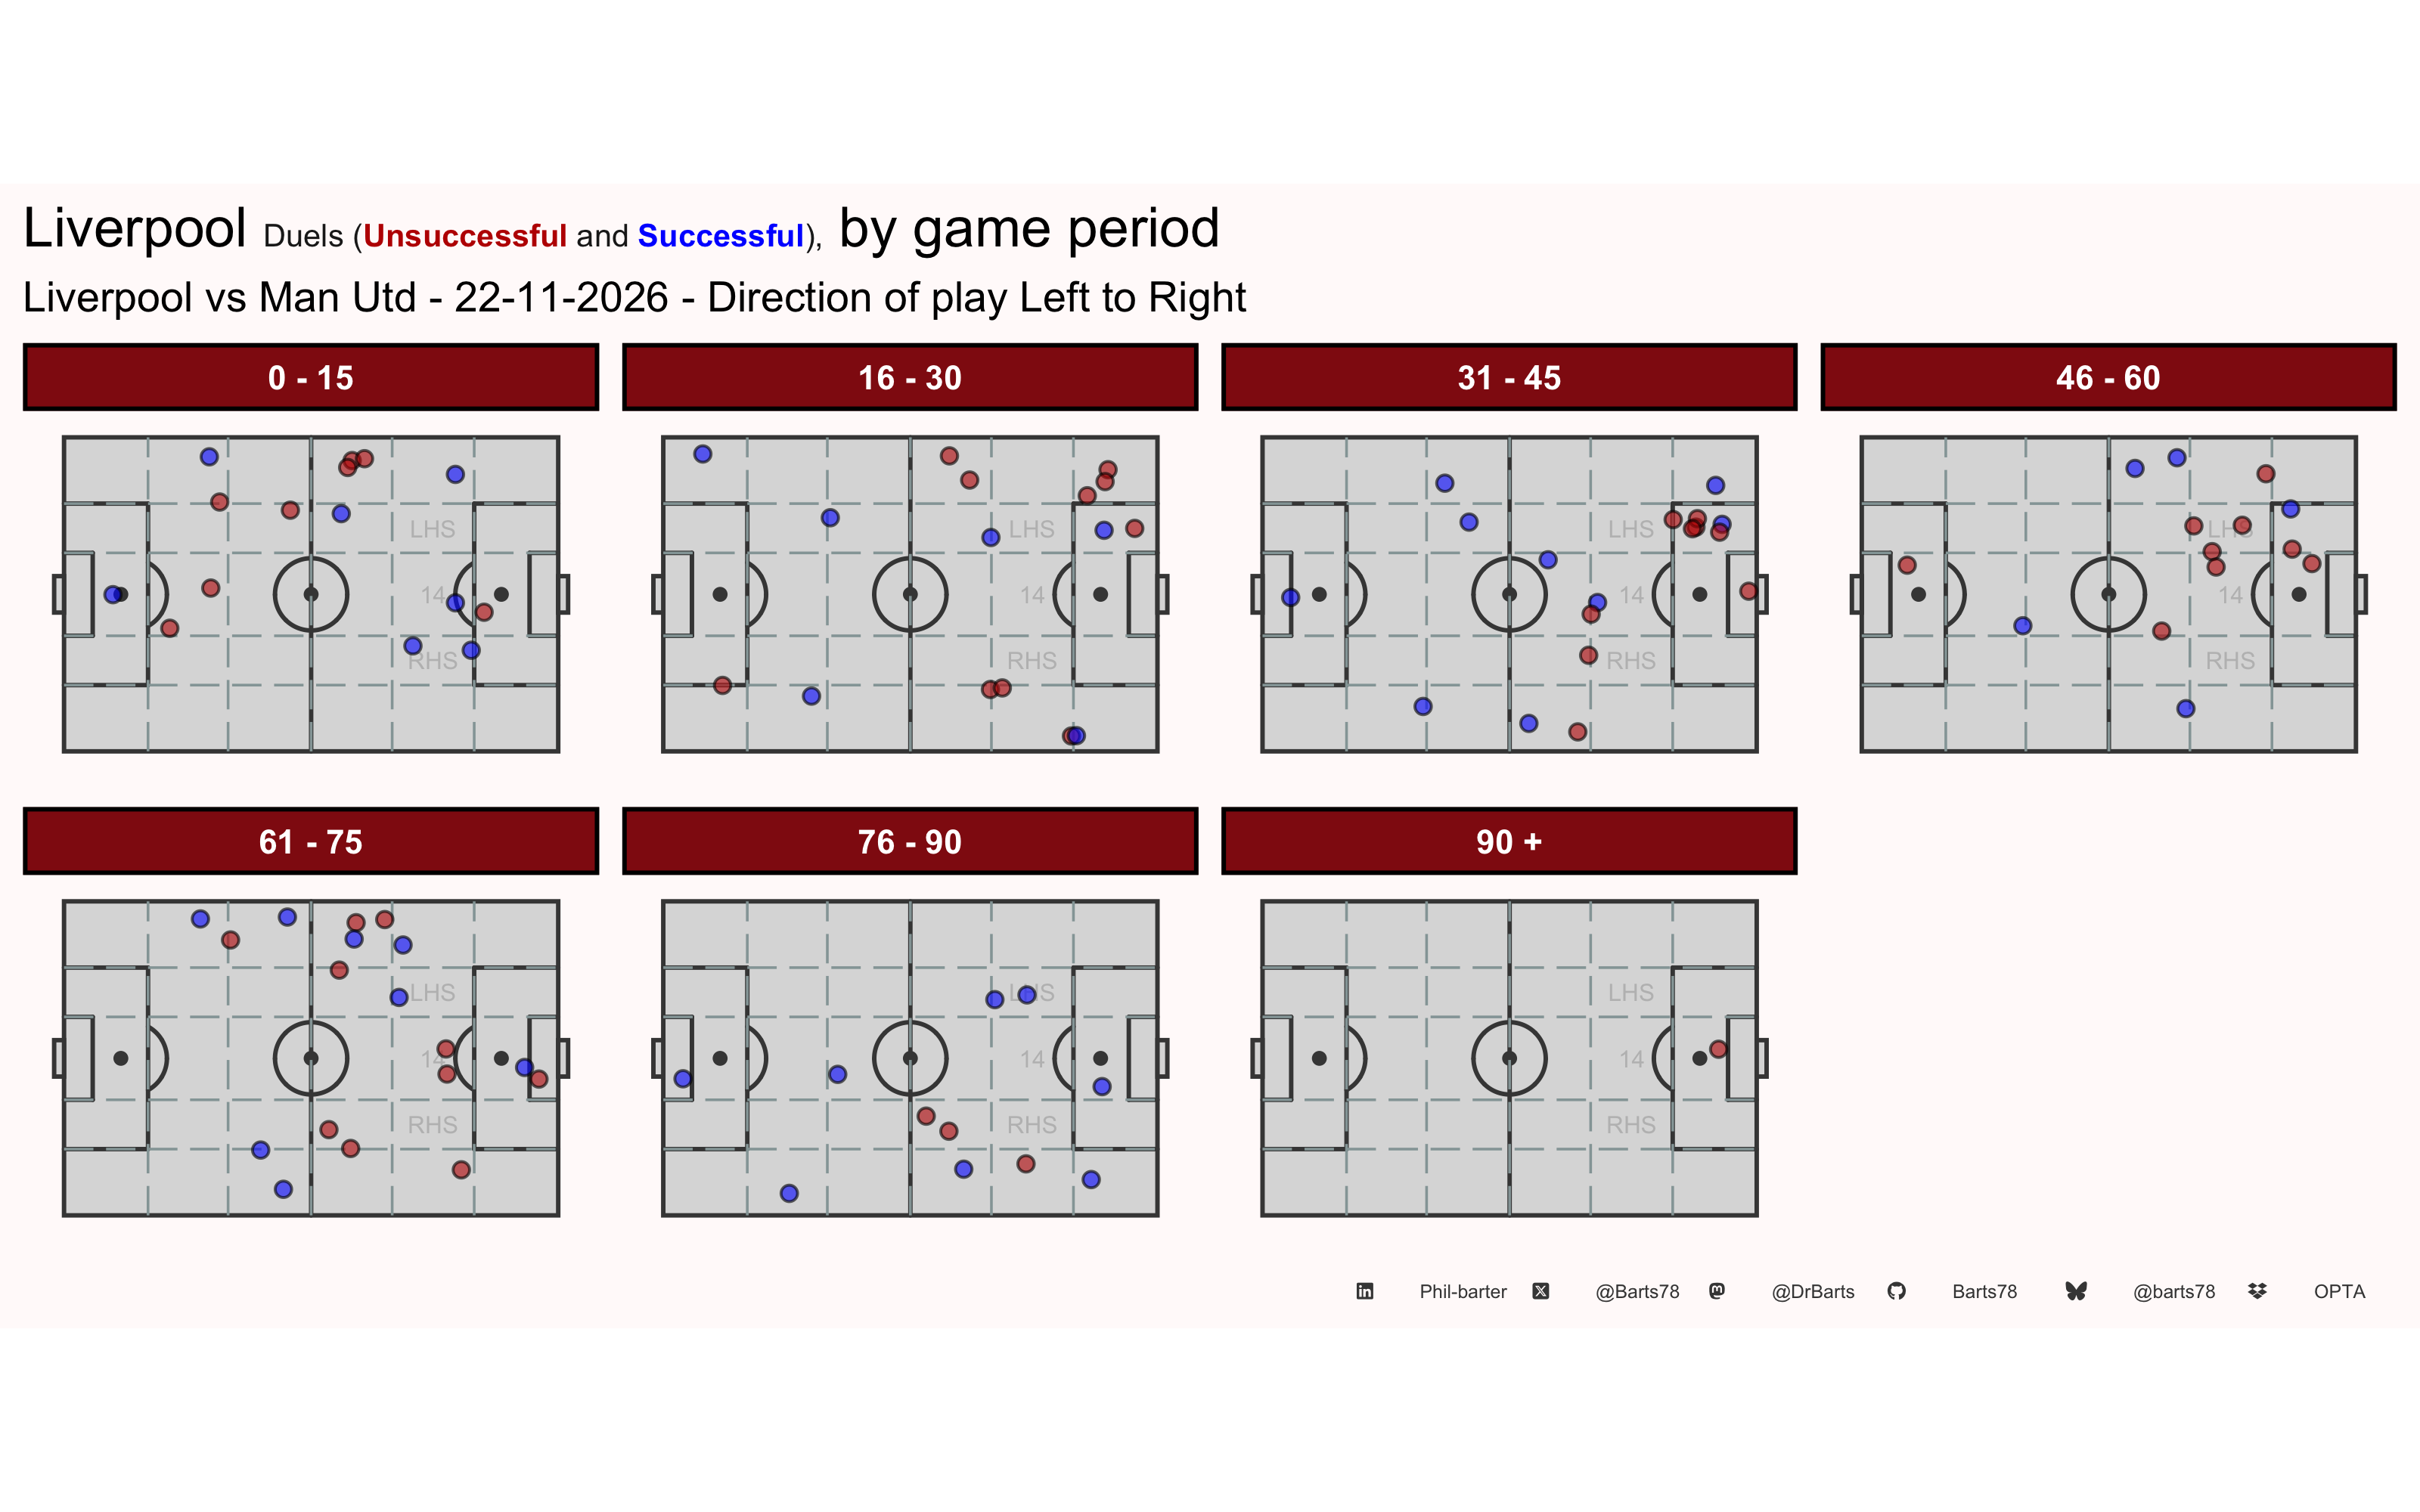 Liverpool Duels (Unsuccessful and Successful), by game period
Liverpool vs Man Utd - 22-11-2026 - Direction of play Left to Right
0 - 15
16 - 30
31 - 45
46 - 60
LHS
14
RHS
LHS
14
RHS
LHS
14
RHS
LHS
14
RHS
61 - 75
76 - 90
90 +
LHS
14
RHS
LHS
14
RHS
LHS
14
RHS
Phil-barter @Barts78 @DrBarts Barts78 @barts78 OPTA